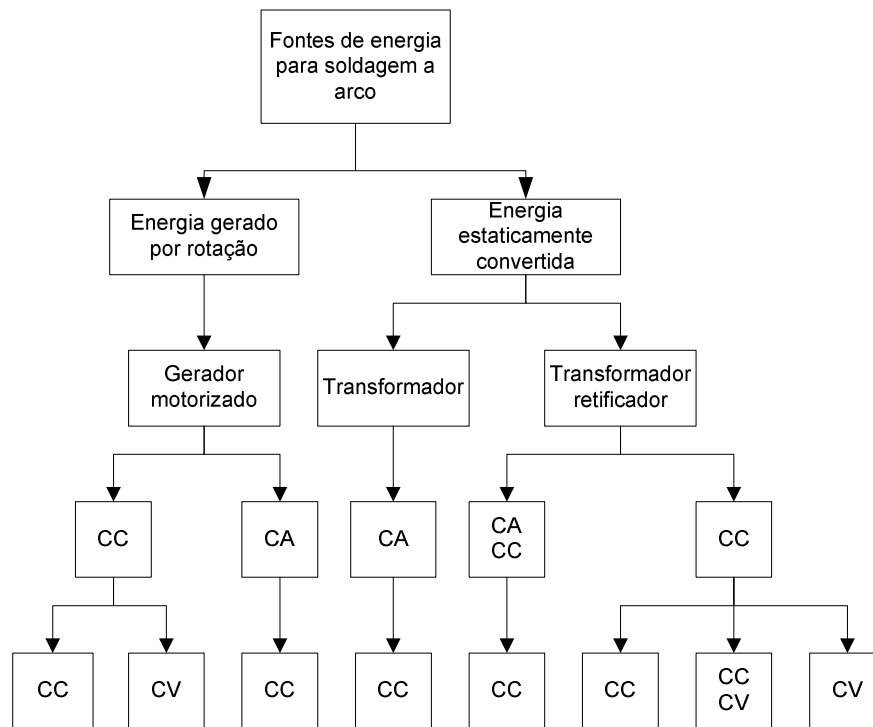 Fontes de energia
para soldagem a
arco
Energia gerado
por rotação
Energia
estaticamente
convertida
Gerador
motorizado
Transformador
Transformador
retificador
CC
CA
CA
CA
CC
CC
CC
CV
CC
CC
CC
CC
CC
CV
CV